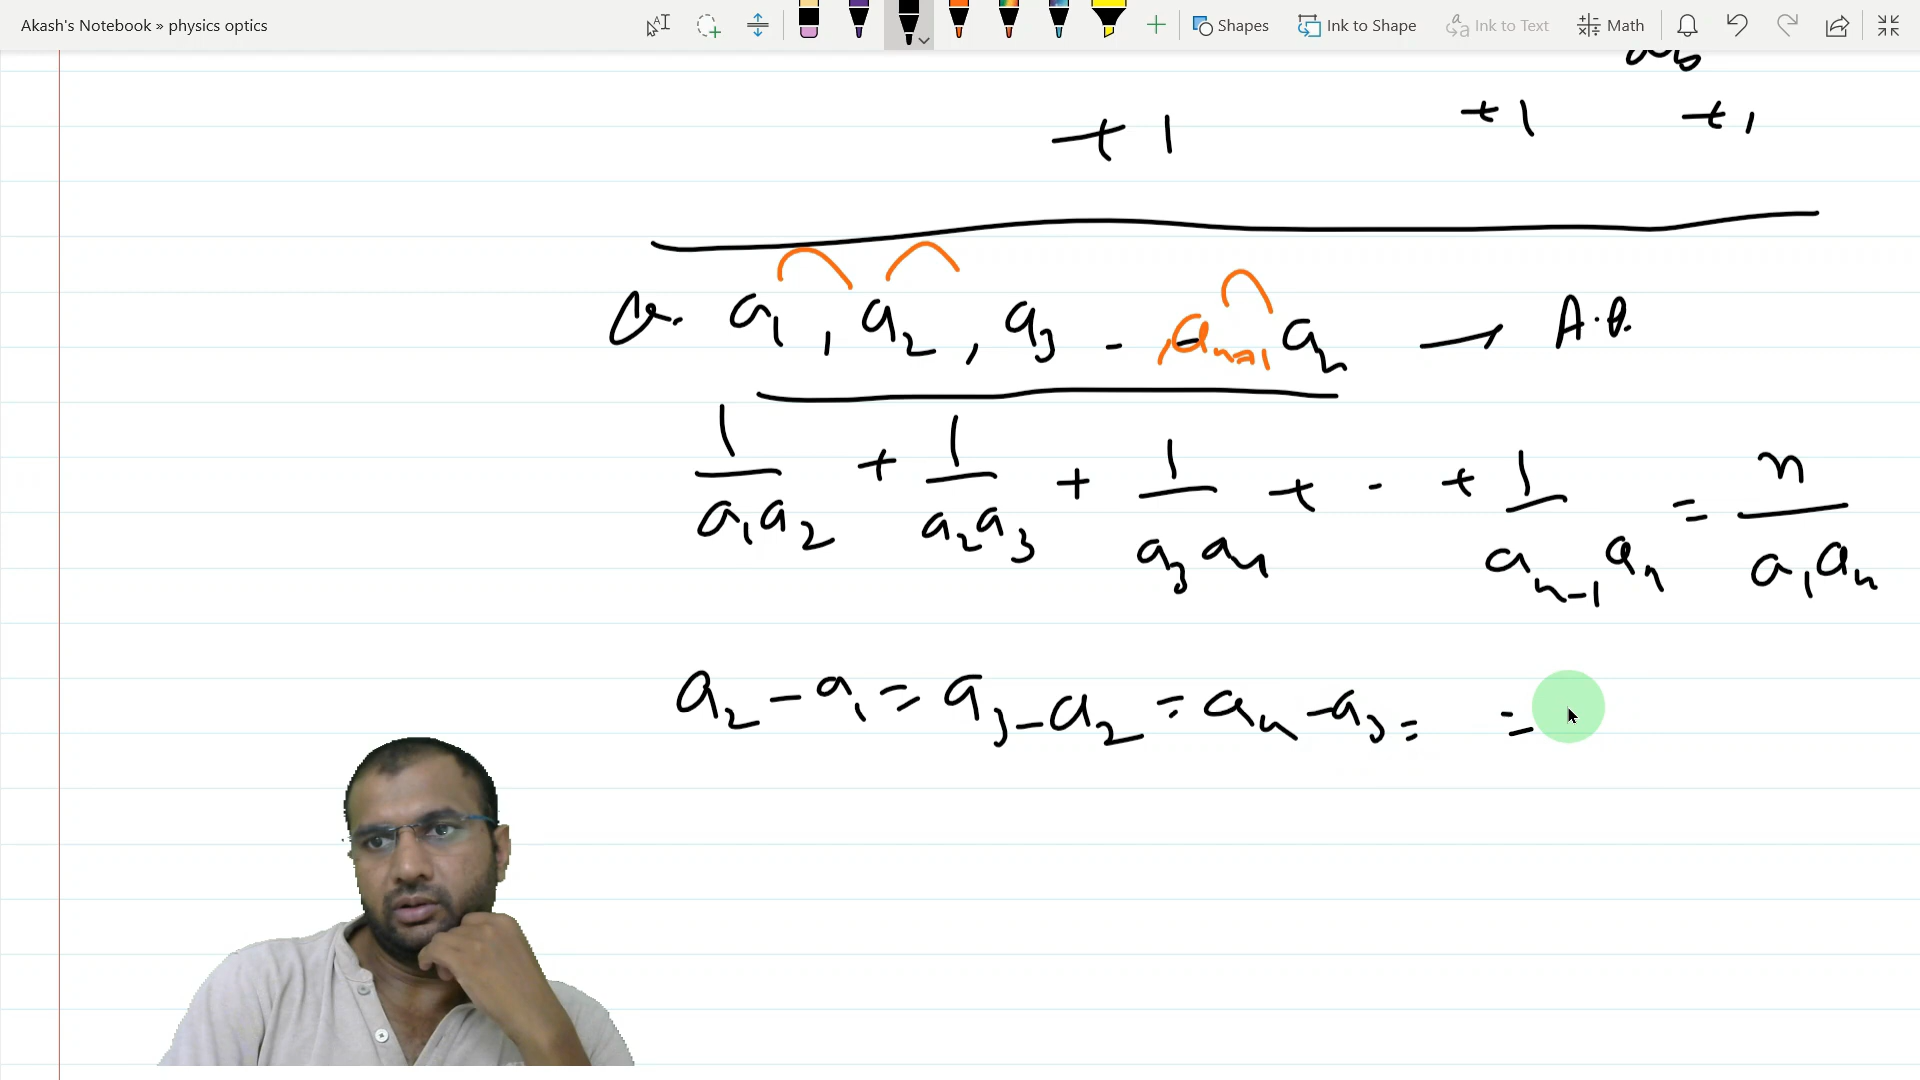 Akash's Notebook » physics optics
Shapes Ink to Shape Ink to Text Math
+ 1 + 1 + 1
Q. a₁, a₂, a₃ - , aₙ₋₁ aₙ → A.P.
1/(a₁a₂) + 1/(a₂a₃) + 1/(a₃a₄) + - + 1/(aₙ₋₁aₙ) = n/(a₁aₙ)
a₂ - a₁ = a₃ - a₂ = a₄ - a₃ = =